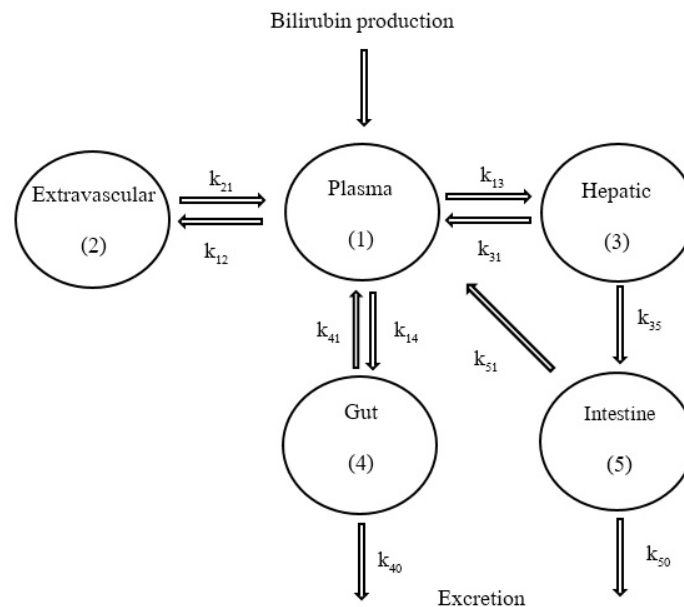 Bilirubin production
Extravascular
(2)
k₂₁
k₁₂
Plasma
(1)
k₁₃
k₃₁
Hepatic
(3)
k₄₁
k₁₄
k₅₁
k₃₅
Gut
(4)
Intestine
(5)
k₄₀
k₅₀
Excretion